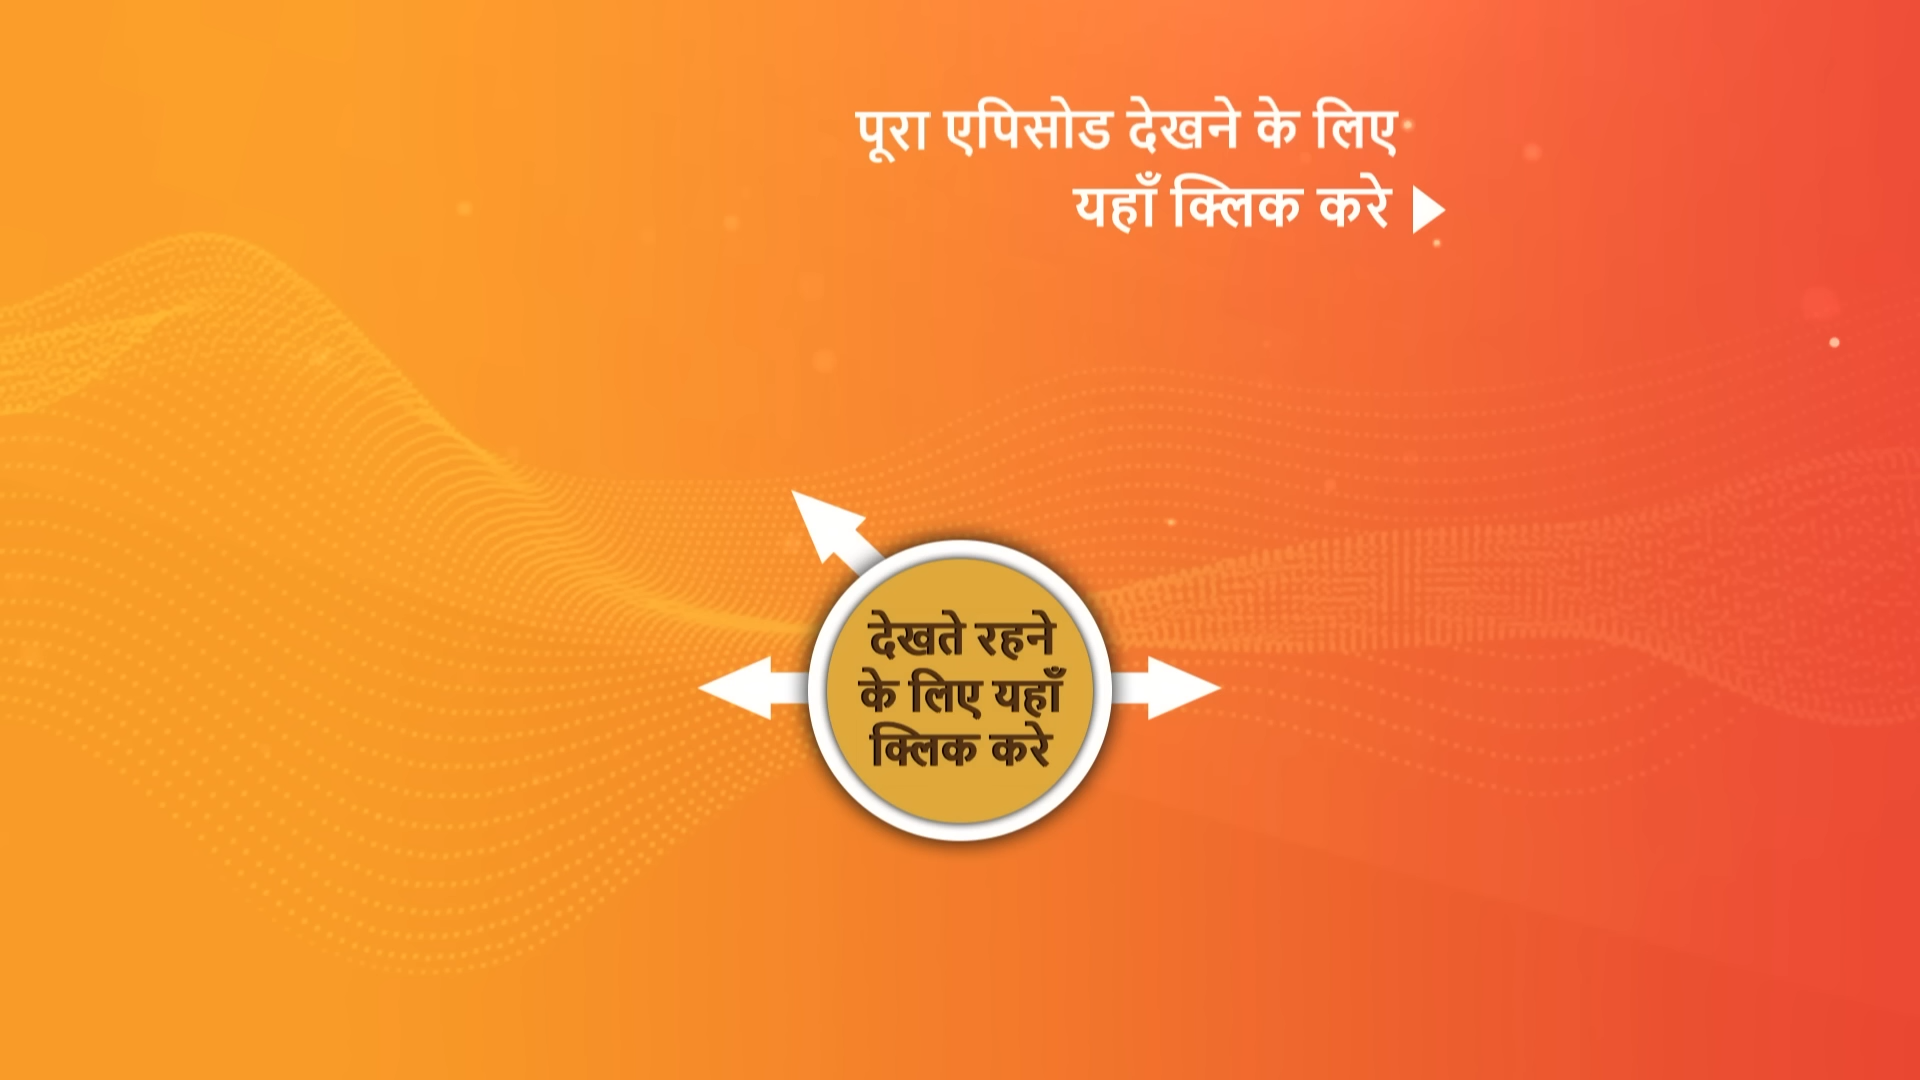 पूरा एपिसोड देखने के लिए
यहाँ क्लिक करे
देखते रहने
के लिए यहाँ
क्लिक करे